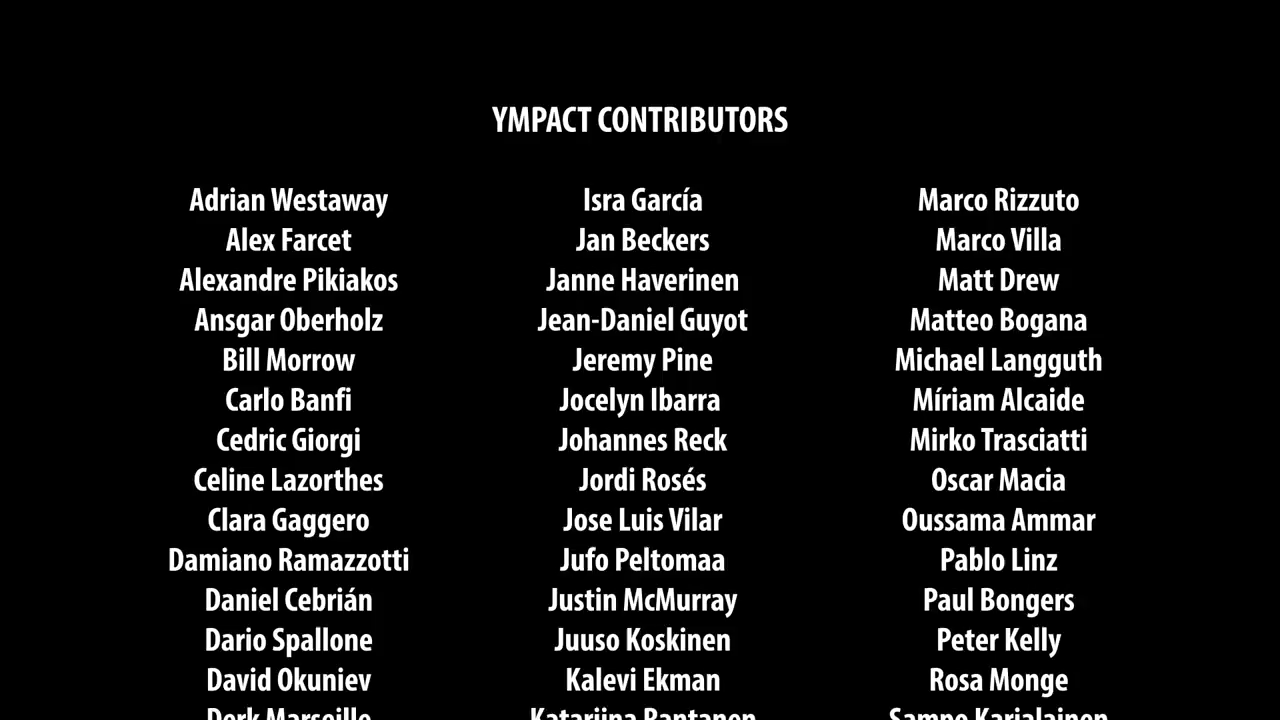 YMPACT CONTRIBUTORS
Adrian Westaway
Alex Farcet
Alexandre Pikiakos
Ansgar Oberholz
Bill Morrow
Carlo Banfi
Cedric Giorgi
Celine Lazorthes
Clara Gaggero
Damiano Ramazzotti
Daniel Cebrián
Dario Spallone
David Okuniev
Isra García
Jan Beckers
Janne Haverinen
Jean-Daniel Guyot
Jeremy Pine
Jocelyn Ibarra
Johannes Reck
Jordi Rosés
Jose Luis Vilar
Jufo Peltomaa
Justin McMurray
Juuso Koskinen
Kalevi Ekman
Marco Rizzuto
Marco Villa
Matt Drew
Matteo Bogana
Michael Langguth
Míriam Alcaide
Mirko Trasciatti
Oscar Macia
Oussama Ammar
Pablo Linz
Paul Bongers
Peter Kelly
Rosa Monge